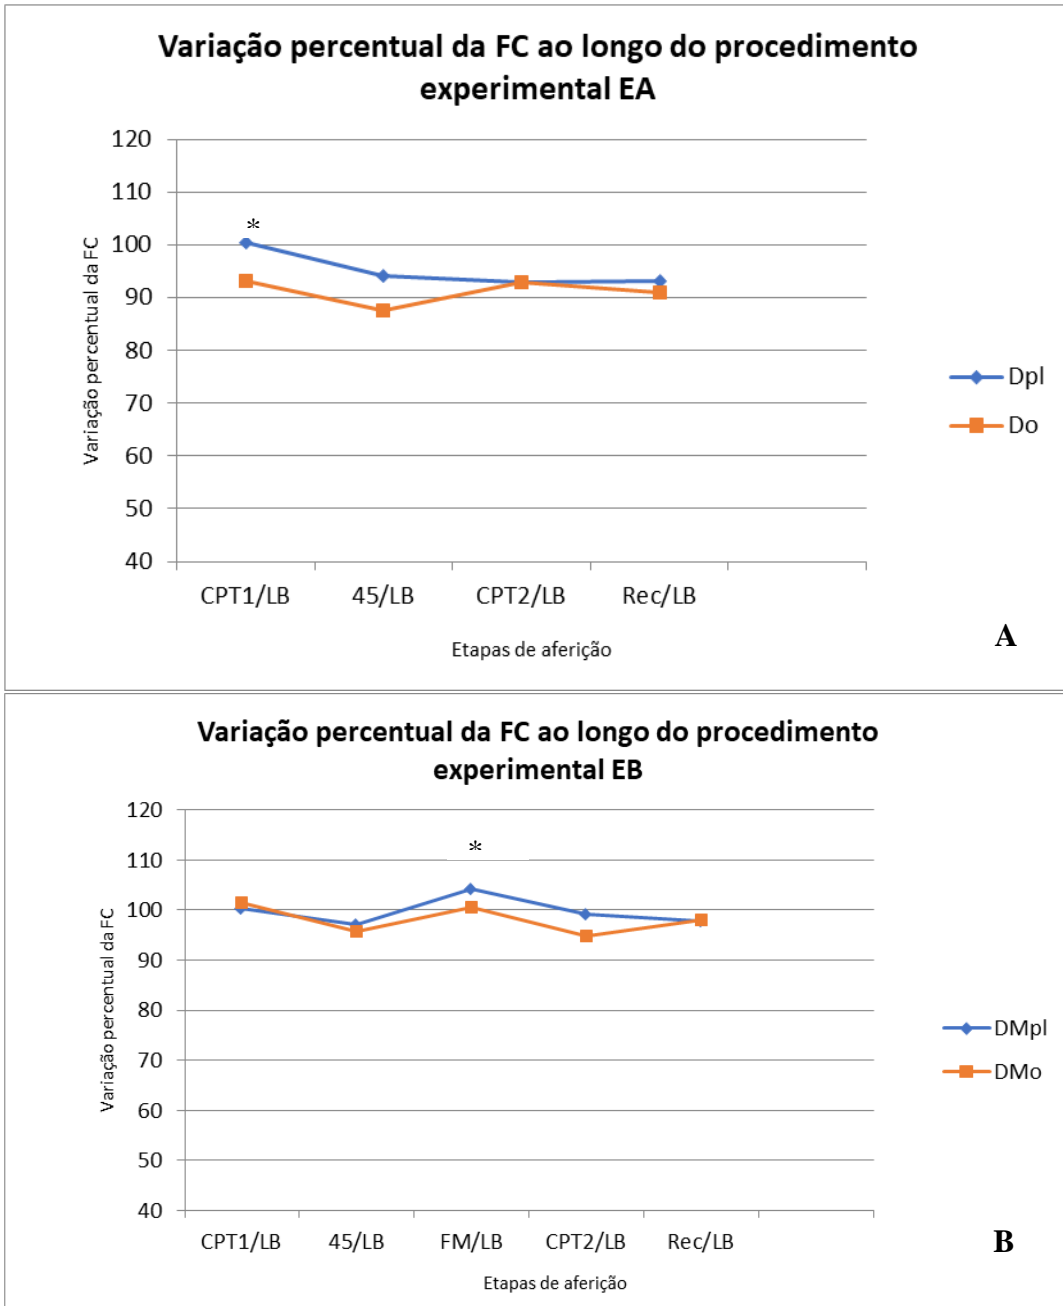 Variação percentual da FC ao longo do procedimento
experimental EA
120
110
*
100
90
80
70
60
50
40
Variação percentual da FC
Dpl
Do
CPT1/LB 45/LB CPT2/LB Rec/LB
Etapas de aferição
A
Variação percentual da FC ao longo do procedimento
experimental EB
120
110
*
100
90
80
70
60
50
40
Variação percentual da FC
DMpl
DMo
CPT1/LB 45/LB FM/LB CPT2/LB Rec/LB
Etapas de aferição
B